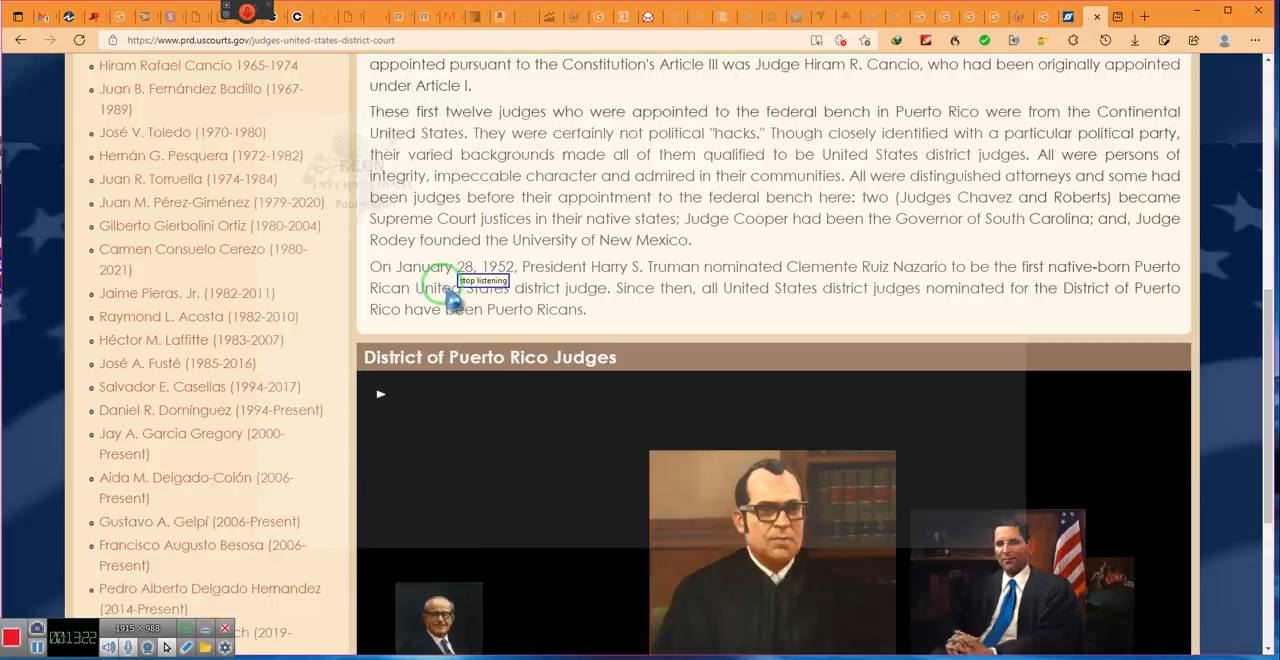 https://www.prd.uscourts.gov/judges-united-states-district-court
Hiram Rafael Cancio 1965-1974
Juan B. Fernández Badillo (1967-
1989)
José V. Toledo (1970-1980)
Hernán G. Pesquera (1972-1982)
Juan R. Torruella (1974-1984)
Juan M. Pérez-Giménez (1979-2020)
Gilberto Gierbolini Ortiz (1980-2004)
Carmen Consuelo Cerezo (1980-
2021)
Jaime Pieras, Jr. (1982-2011)
Raymond L. Acosta (1982-2010)
Héctor M. Laffitte (1983-2007)
José A. Fusté (1985-2016)
Salvador E. Casellas (1994-2017)
Daniel R. Domínguez (1994-Present)
Jay A. Garcia Gregory (2000-
Present)
Aida M. Delgado-Colón (2006-
Present)
Gustavo A. Gelpí (2006-Present)
Francisco Augusto Besosa (2006-
Present)
Pedro Alberto Delgado Hernandez
(2014-Present)
ch (2019-
appointed pursuant to the Constitution's Article III was Judge Hiram R. Cancio, who had been originally appointed
under Article I.
These first twelve judges who were appointed to the federal bench in Puerto Rico were from the Continental
United States. They were certainly not political "hacks." Though closely identified with a particular political party,
their varied backgrounds made all of them qualified to be United States district judges. All were persons of
integrity, impeccable character and admired in their communities. All were distinguished attorneys and some had
been judges before their appointment to the federal bench here: two (Judges Chavez and Roberts) became
Supreme Court justices in their native states; Judge Cooper had been the Governor of South Carolina; and, Judge
Rodey founded the University of New Mexico.
On January 28, 1952, President Harry S. Truman nominated Clemente Ruiz Nazario to be the first native-born Puerto
Rican United States district judge. Since then, all United States district judges nominated for the District of Puerto
Rico have been Puerto Ricans.
stop listening
District of Puerto Rico Judges
INTERNATIONAL
Foundation
1915 x 988
00:13:22